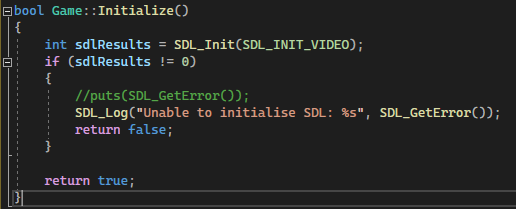 bool Game::Initialize()
{
    int sdlResults = SDL_Init(SDL_INIT_VIDEO);
    if (sdlResults != 0)
    {
        //puts(SDL_GetError());
        SDL_Log("Unable to initialise SDL: %s", SDL_GetError());
        return false;
    }

    return true;
}